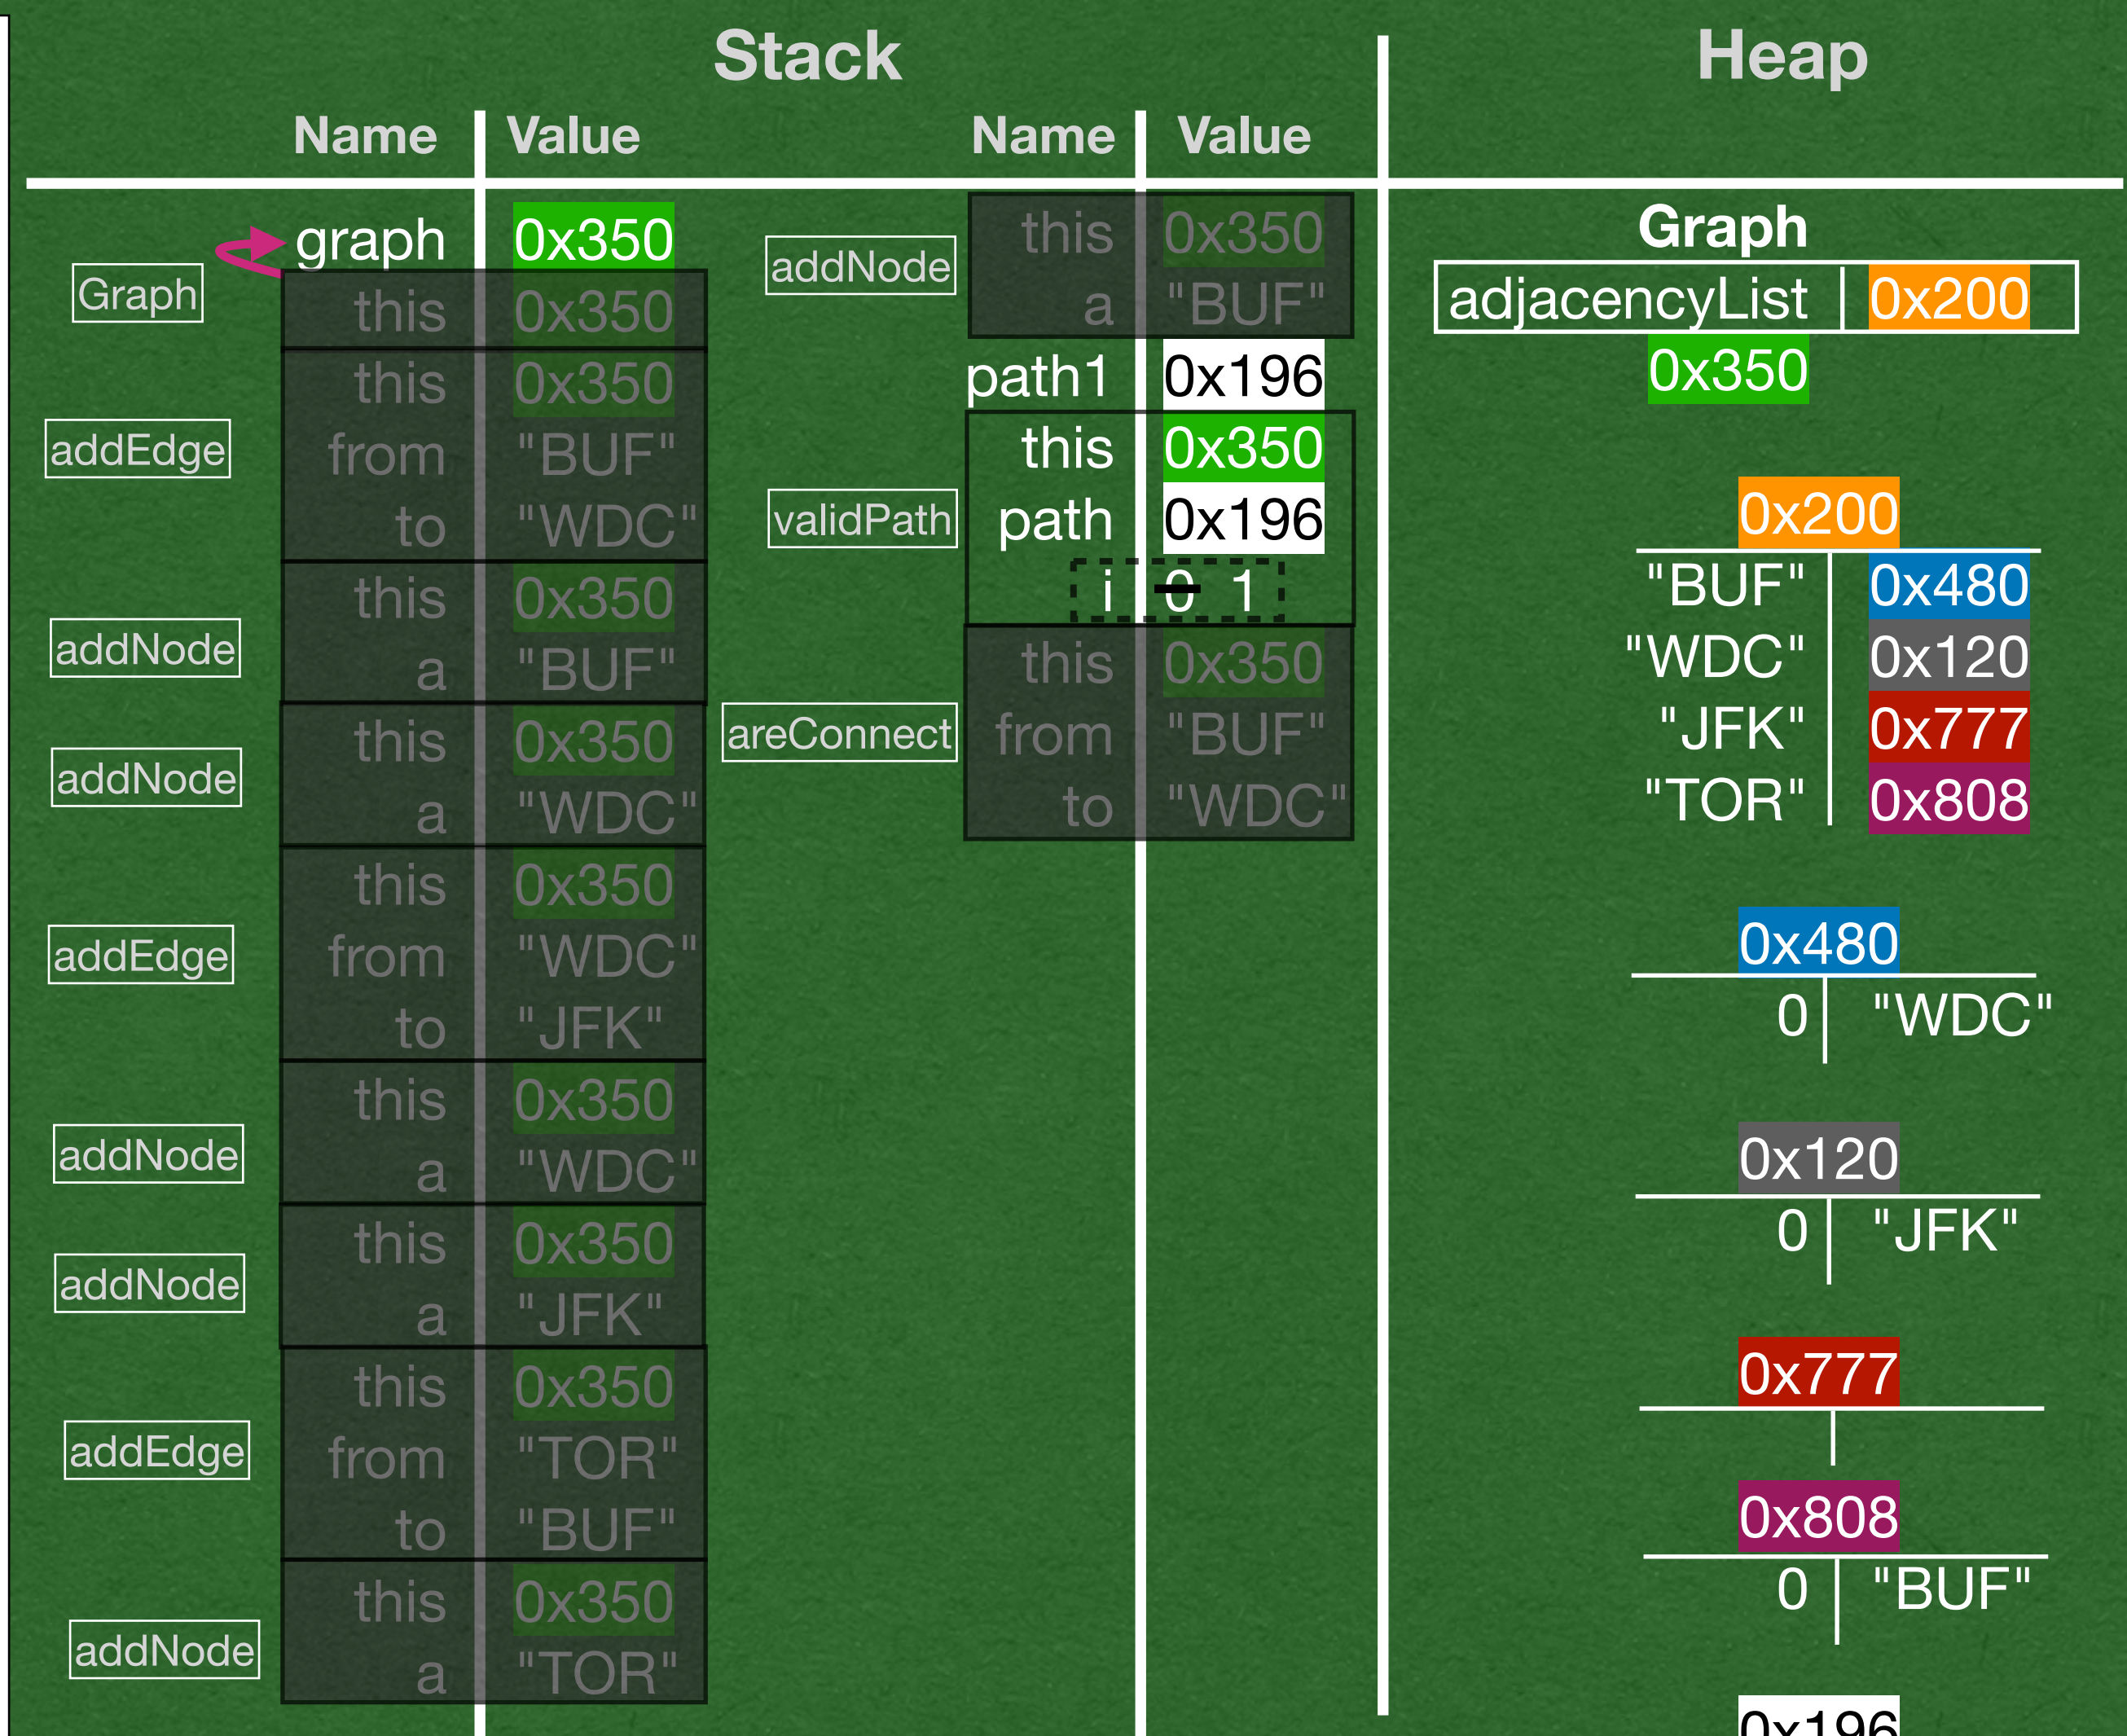 Stack
Name Value
graph 0x350
Graph
this 0x350
addEdge
this 0x350
from "BUF"
to "WDC"
addNode
this 0x350
a "BUF"
addNode
this 0x350
a "WDC"
addEdge
this 0x350
from "WDC"
to "JFK"
addNode
this 0x350
a "WDC"
addNode
this 0x350
a "JFK"
addEdge
this 0x350
from "TOR"
to "BUF"
addNode
this 0x350
a "TOR"
Name Value
addNode
this 0x350
a "BUF"
path1 0x196
validPath
this 0x350
path 0x196
i 0 1
areConnect
this 0x350
from "BUF"
to "WDC"
Heap
Graph
adjacencyList 0x200
0x350
0x200
"BUF" 0x480
"WDC" 0x120
"JFK" 0x777
"TOR" 0x808
0x480
0 "WDC"
0x120
0 "JFK"
0x777
0x808
0 "BUF"
0x196